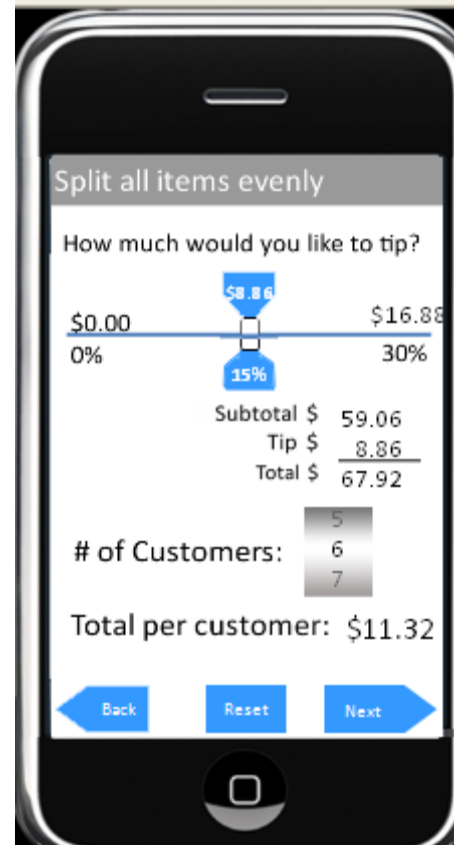 Split all items evenly
How much would you like to tip?
$8.86
$0.00 $16.88
0% 30%
15%
Subtotal $ 59.06
Tip $ 8.86
Total $ 67.92
5
# of Customers: 6
7
Total per customer: $11.32
Back Reset Next